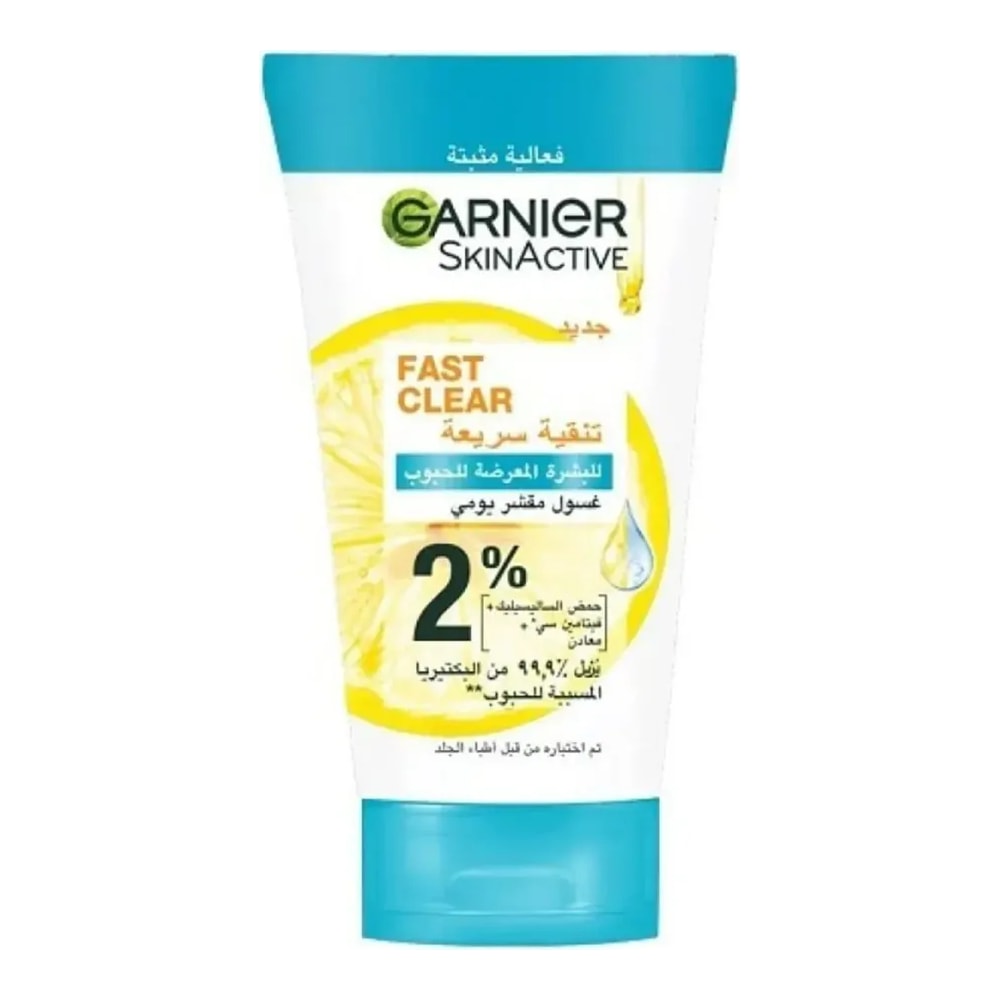 فعالية مثبتة
GARNIER
SKINACTIVE
جديد
FAST
CLEAR
تنقية سريعة
للبشرة المعرضة للحبوب
غسول مقشر يومي
2%
حمض الساليسيليك +
فيتامين سي* +
معادن
يُزيل ٩٩,٩٪ من البكتيريا
المسببة للحبوب**
تم اختباره من قبل أطباء الجلد